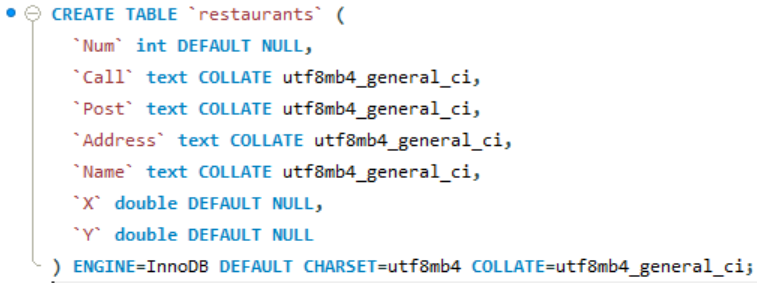 CREATE TABLE `restaurants` (
`Num` int DEFAULT NULL,
`Call` text COLLATE utf8mb4_general_ci,
`Post` text COLLATE utf8mb4_general_ci,
`Address` text COLLATE utf8mb4_general_ci,
`Name` text COLLATE utf8mb4_general_ci,
`X` double DEFAULT NULL,
`Y` double DEFAULT NULL
) ENGINE=InnoDB DEFAULT CHARSET=utf8mb4 COLLATE=utf8mb4_general_ci;